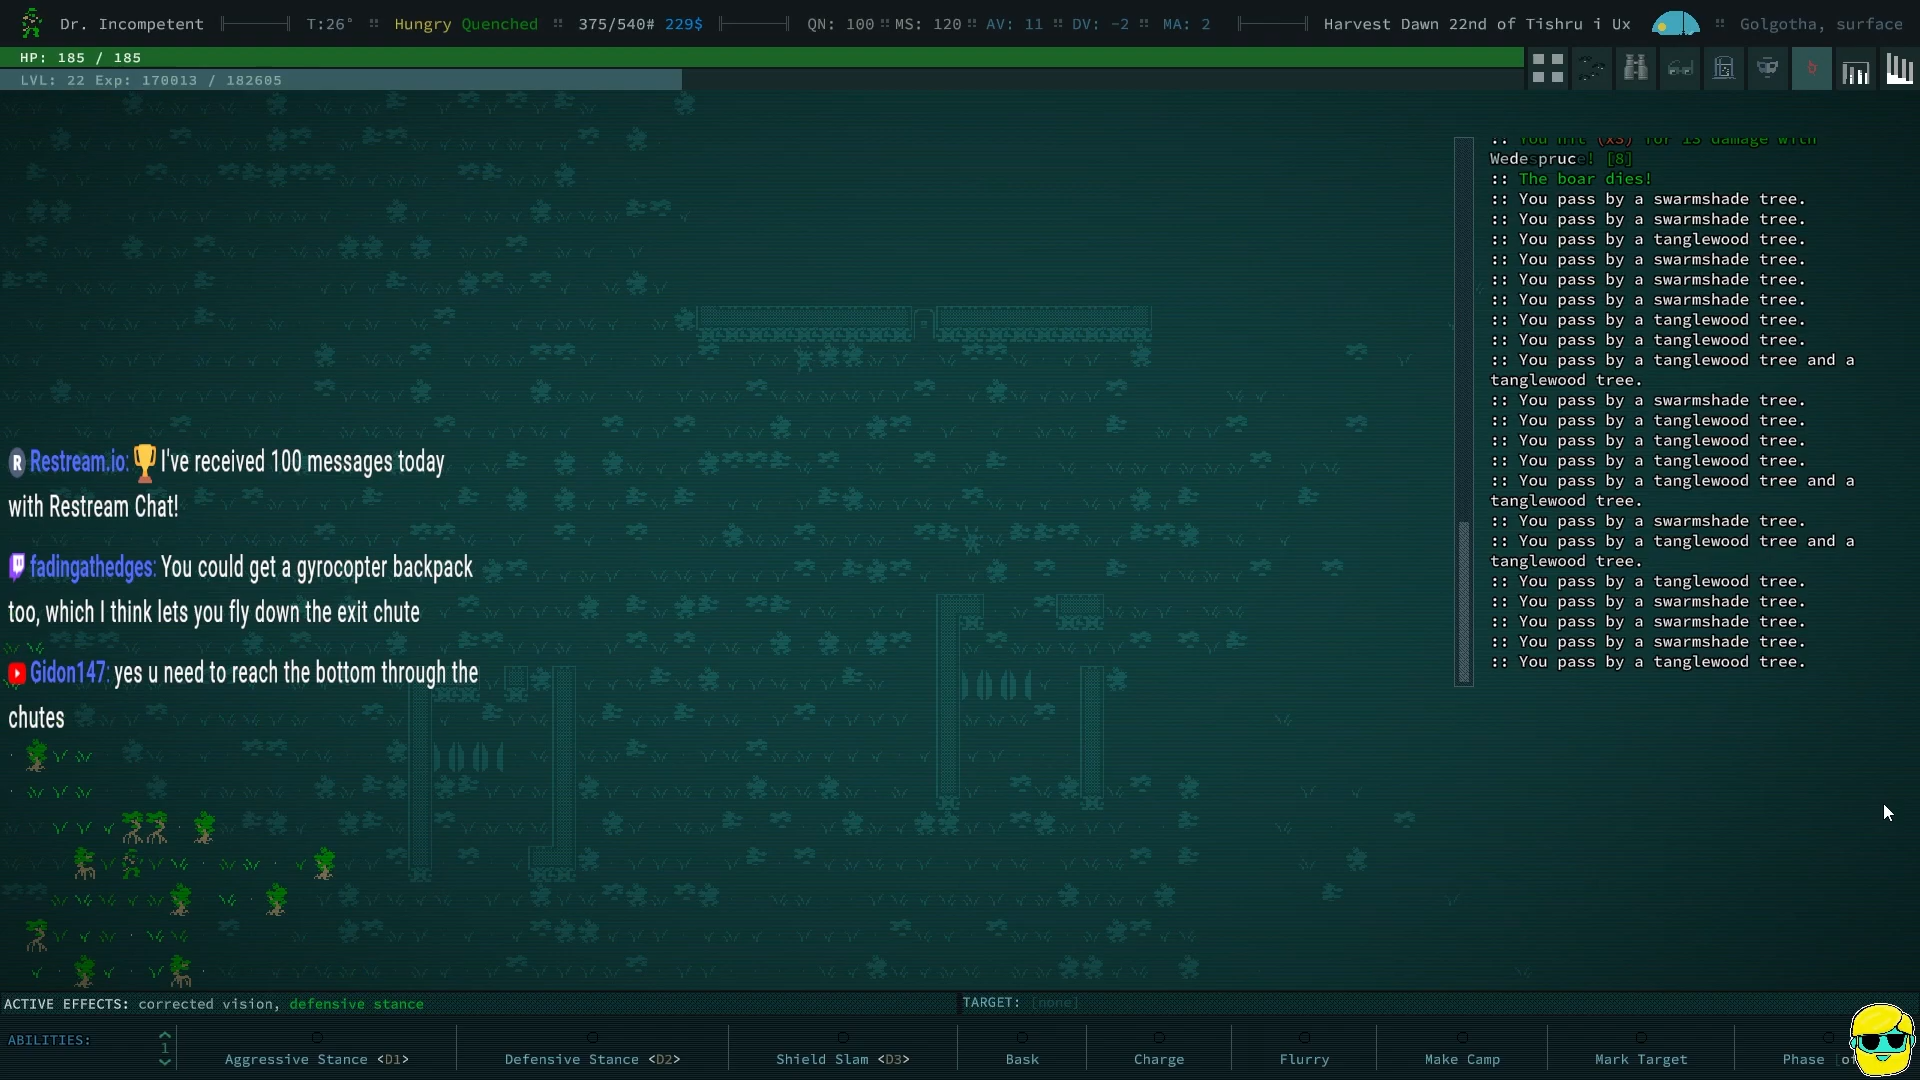 Dr. Incompetent T:26° :: Hungry Quenched :: 375/540# 229$ QN: 100 :: MS: 120 :: AV: 11 :: DV: -2 :: MA: 2 Harvest Dawn 22nd of Tishru i Ux :: Golgotha, surface
HP: 185 / 185
LVL: 22 Exp: 170013 / 182605
:: You hit (x3) for 13 damage with
Wedespruce! [8]
:: The boar dies!
:: You pass by a swarmshade tree.
:: You pass by a swarmshade tree.
:: You pass by a tanglewood tree.
:: You pass by a swarmshade tree.
:: You pass by a swarmshade tree.
:: You pass by a swarmshade tree.
:: You pass by a tanglewood tree.
:: You pass by a tanglewood tree.
:: You pass by a tanglewood tree and a
tanglewood tree.
:: You pass by a swarmshade tree.
:: You pass by a tanglewood tree.
:: You pass by a tanglewood tree.
:: You pass by a tanglewood tree.
:: You pass by a tanglewood tree and a
tanglewood tree.
:: You pass by a swarmshade tree.
:: You pass by a tanglewood tree and a
tanglewood tree.
:: You pass by a tanglewood tree.
:: You pass by a swarmshade tree.
:: You pass by a swarmshade tree.
:: You pass by a swarmshade tree.
:: You pass by a tanglewood tree.
R Restream.io: I've received 100 messages today
with Restream Chat!
fadingathedges: You could get a gyrocopter backpack
too, which I think lets you fly down the exit chute
Gidon147: yes u need to reach the bottom through the
chutes
ACTIVE EFFECTS: corrected vision, defensive stance
TARGET: [none]
ABILITIES: 1 Aggressive Stance <D1> Defensive Stance <D2> Shield Slam <D3> Bask Charge Flurry Make Camp Mark Target Phase